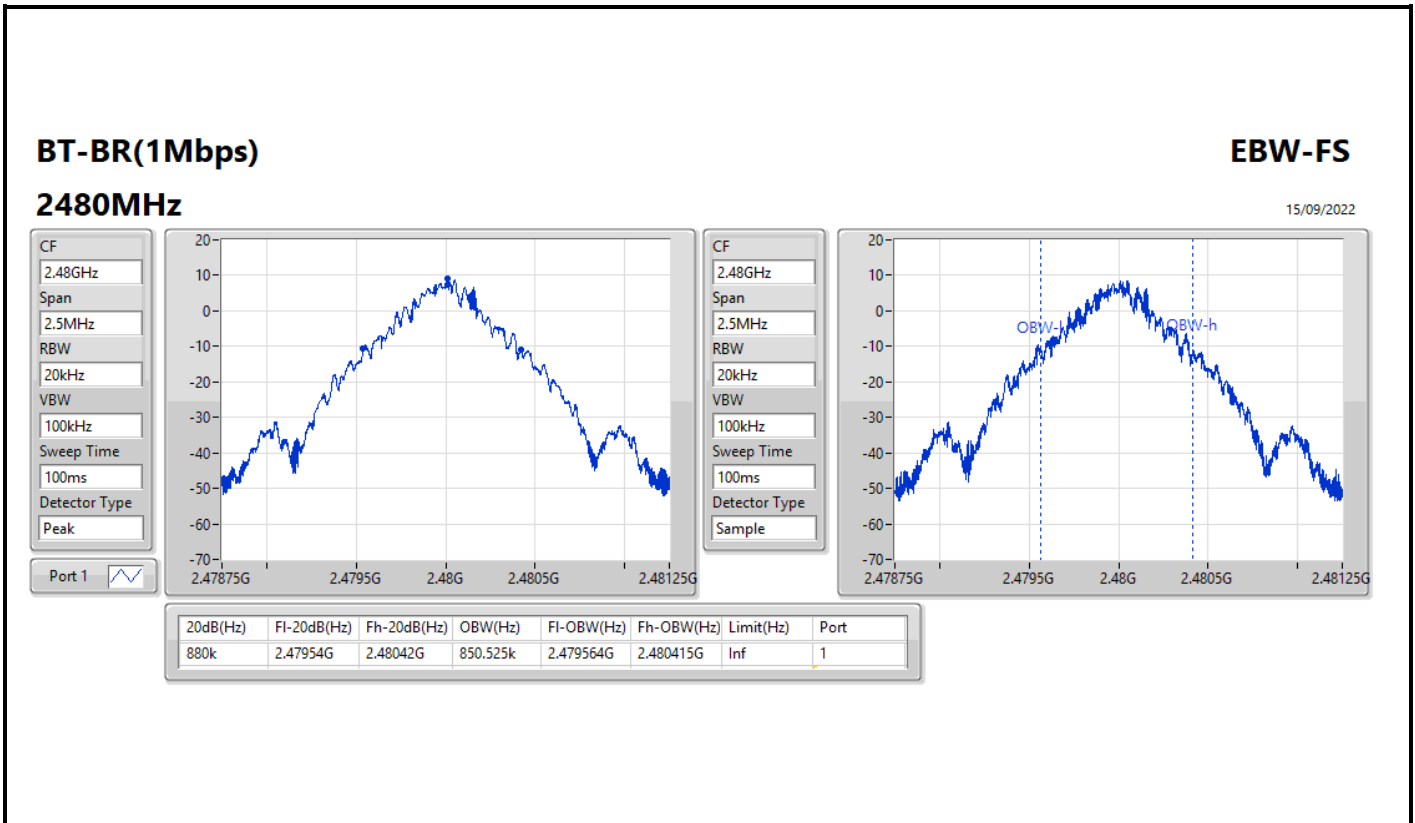 BT-BR(1Mbps)
EBW-FS
2480MHz
15/09/2022
CF
2.48GHz
Span
2.5MHz
RBW
20kHz
VBW
100kHz
Sweep Time
100ms
Detector Type
Peak
Port 1
20
10
0
-10
-20
-30
-40
-50
-60
-70
2.47875G 2.4795G 2.48G 2.4805G 2.48125G
CF
2.48GHz
Span
2.5MHz
RBW
20kHz
VBW
100kHz
Sweep Time
100ms
Detector Type
Sample
20
10
0
-10
-20
-30
-40
-50
-60
-70
OBW-l OBW-h
2.47875G 2.4795G 2.48G 2.4805G 2.48125G
20dB(Hz) Fl-20dB(Hz) Fh-20dB(Hz) OBW(Hz) Fl-OBW(Hz) Fh-OBW(Hz) Limit(Hz) Port
880k 2.47954G 2.48042G 850.525k 2.479564G 2.480415G Inf 1